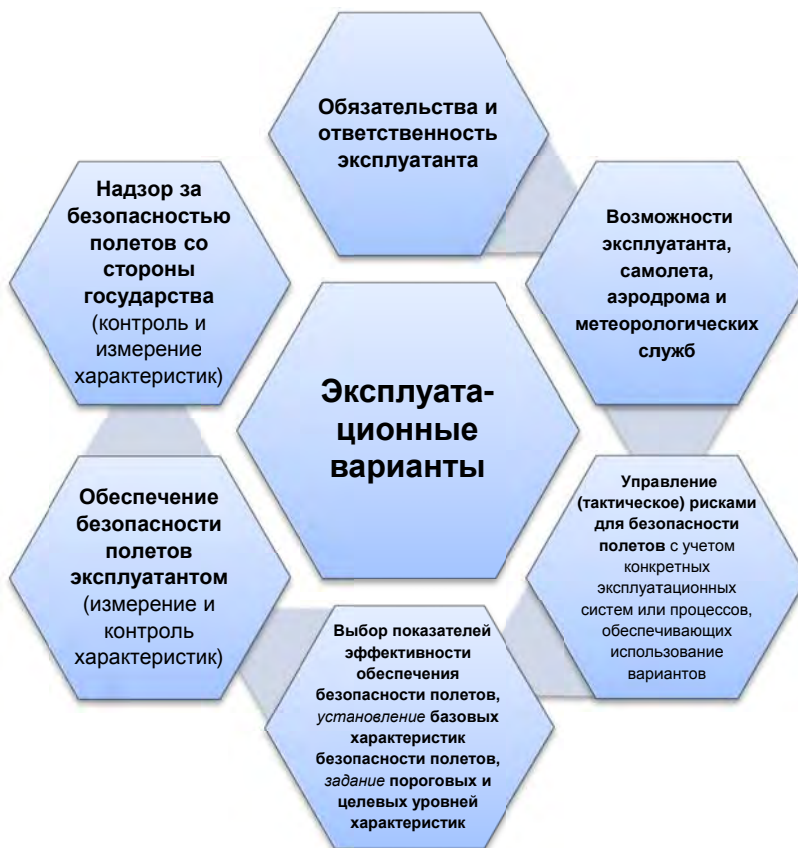 Обязательства и
ответственность
эксплуатанта
Надзор за
безопасностью
полетов со
стороны
государства
(контроль и
измерение
характеристик)
Возможности
эксплуатанта,
самолета,
аэродрома и
метеорологических
служб
Эксплуата-
ционные
варианты
Обеспечение
безопасности
полетов
эксплуатантом
(измерение и
контроль
характеристик)
Управление
(тактическое) рисками
для безопасности
полетов с учетом
конкретных
эксплуатационных
систем или процессов,
обеспечивающих
использование
вариантов
Выбор показателей
эффективности
обеспечения
безопасности полетов,
установление базовых
характеристик
безопасности полетов,
задание пороговых и
целевых уровней
характеристик